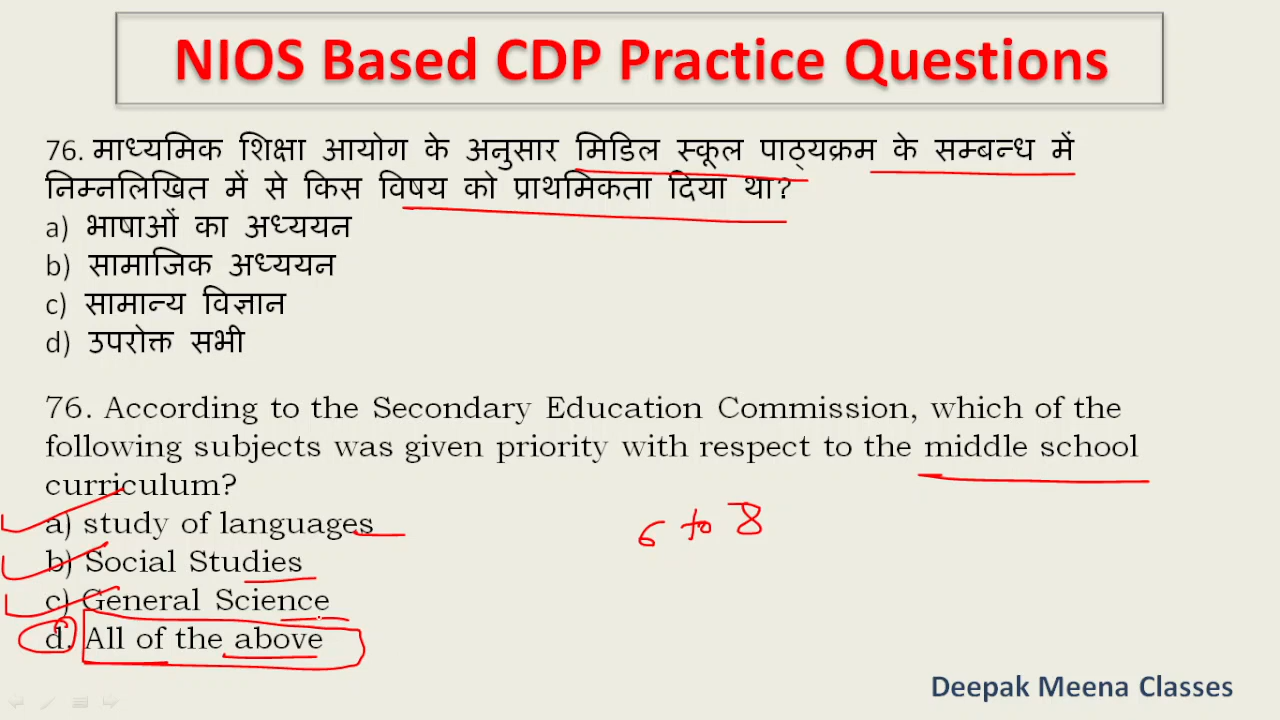 NIOS Based CDP Practice Questions
76. माध्यमिक शिक्षा आयोग के अनुसार मिडिल स्कूल पाठ्यक्रम के सम्बन्ध में
निम्नलिखित में से किस विषय को प्राथमिकता दिया था?
a) भाषाओं का अध्ययन
b) सामाजिक अध्ययन
c) सामान्य विज्ञान
d) उपरोक्त सभी
76. According to the Secondary Education Commission, which of the
following subjects was given priority with respect to the middle school
curriculum?
a) study of languages
6 to 8
b) Social Studies
c) General Science
d. All of the above
Deepak Meena Classes